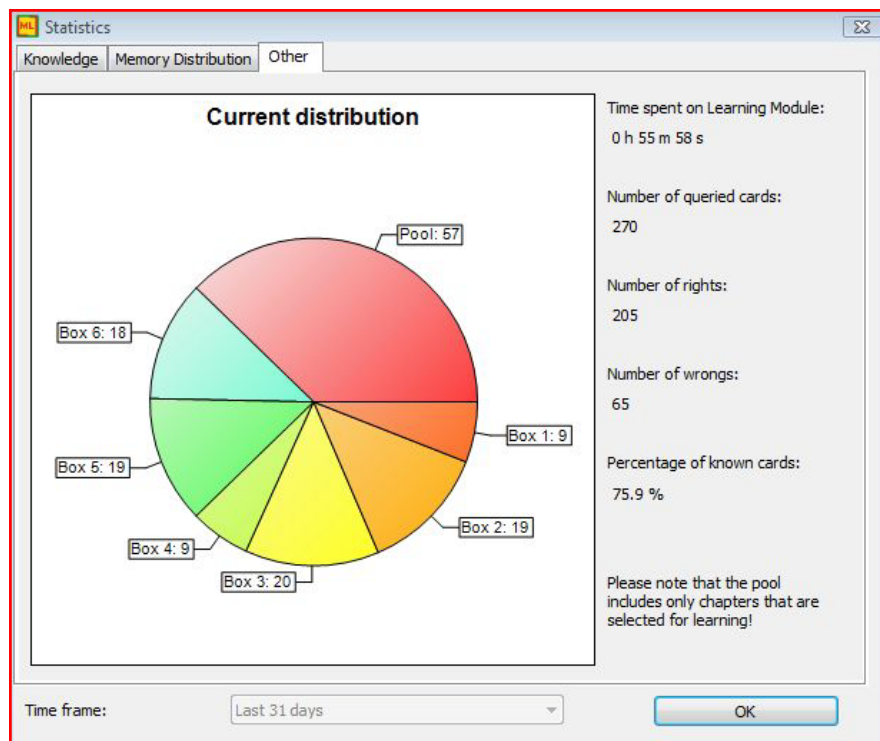 ML Statistics
Knowledge
Memory Distribution
Other
Current distribution
Pool: 57
Box 6: 18
Box 1: 9
Box 5: 19
Box 2: 19
Box 4: 9
Box 3: 20
Time spent on Learning Module:
0 h 55 m 58 s
Number of queried cards:
270
Number of rights:
205
Number of wrongs:
65
Percentage of known cards:
75.9 %
Please note that the pool
includes only chapters that are
selected for learning!
Time frame:
Last 31 days
OK